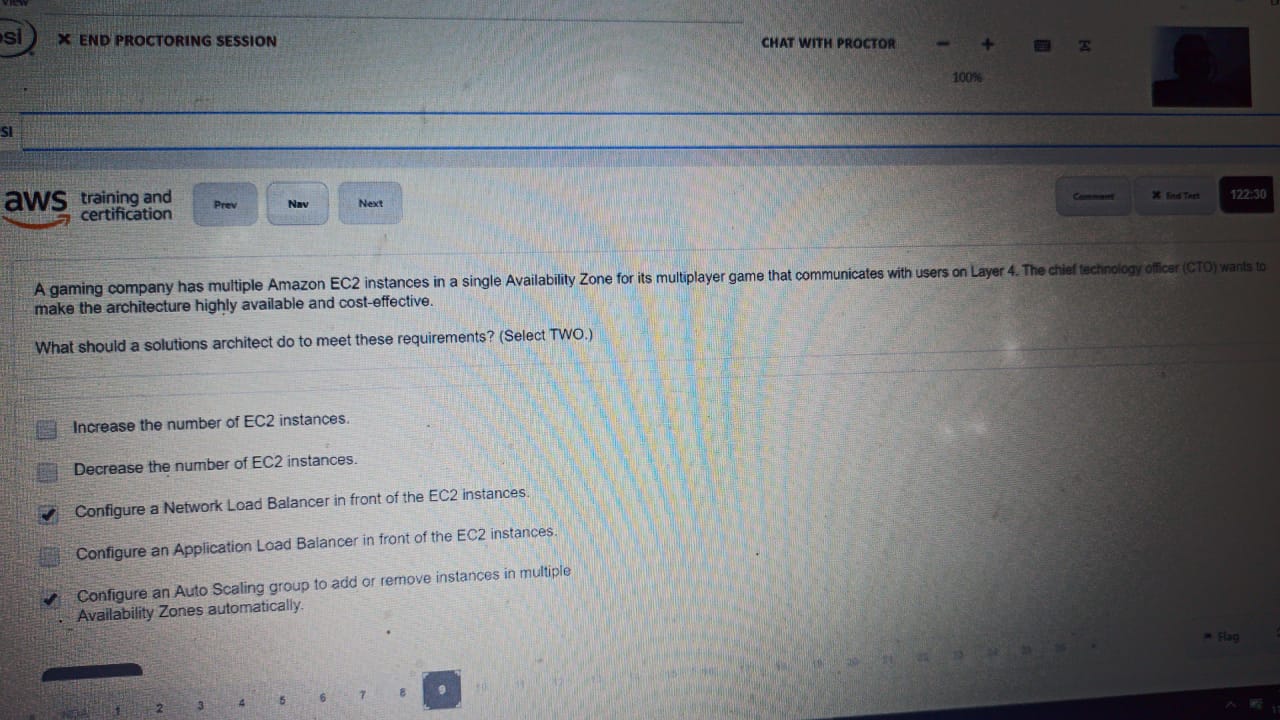 View
psi
✕ END PROCTORING SESSION
CHAT WITH PROCTOR
100%
SI
aws training and certification
Prev
Nav
Next
Comment
✕ End Test
122:30
A gaming company has multiple Amazon EC2 instances in a single Availability Zone for its multiplayer game that communicates with users on Layer 4. The chief technology officer (CTO) wants to
make the architecture highly available and cost-effective.
What should a solutions architect do to meet these requirements? (Select TWO.)
Increase the number of EC2 instances.
Decrease the number of EC2 instances.
Configure a Network Load Balancer in front of the EC2 instances.
Configure an Application Load Balancer in front of the EC2 instances.
Configure an Auto Scaling group to add or remove instances in multiple
Availability Zones automatically.
Flag
1 2 3 4 5 6 7 8 9 10 11 12